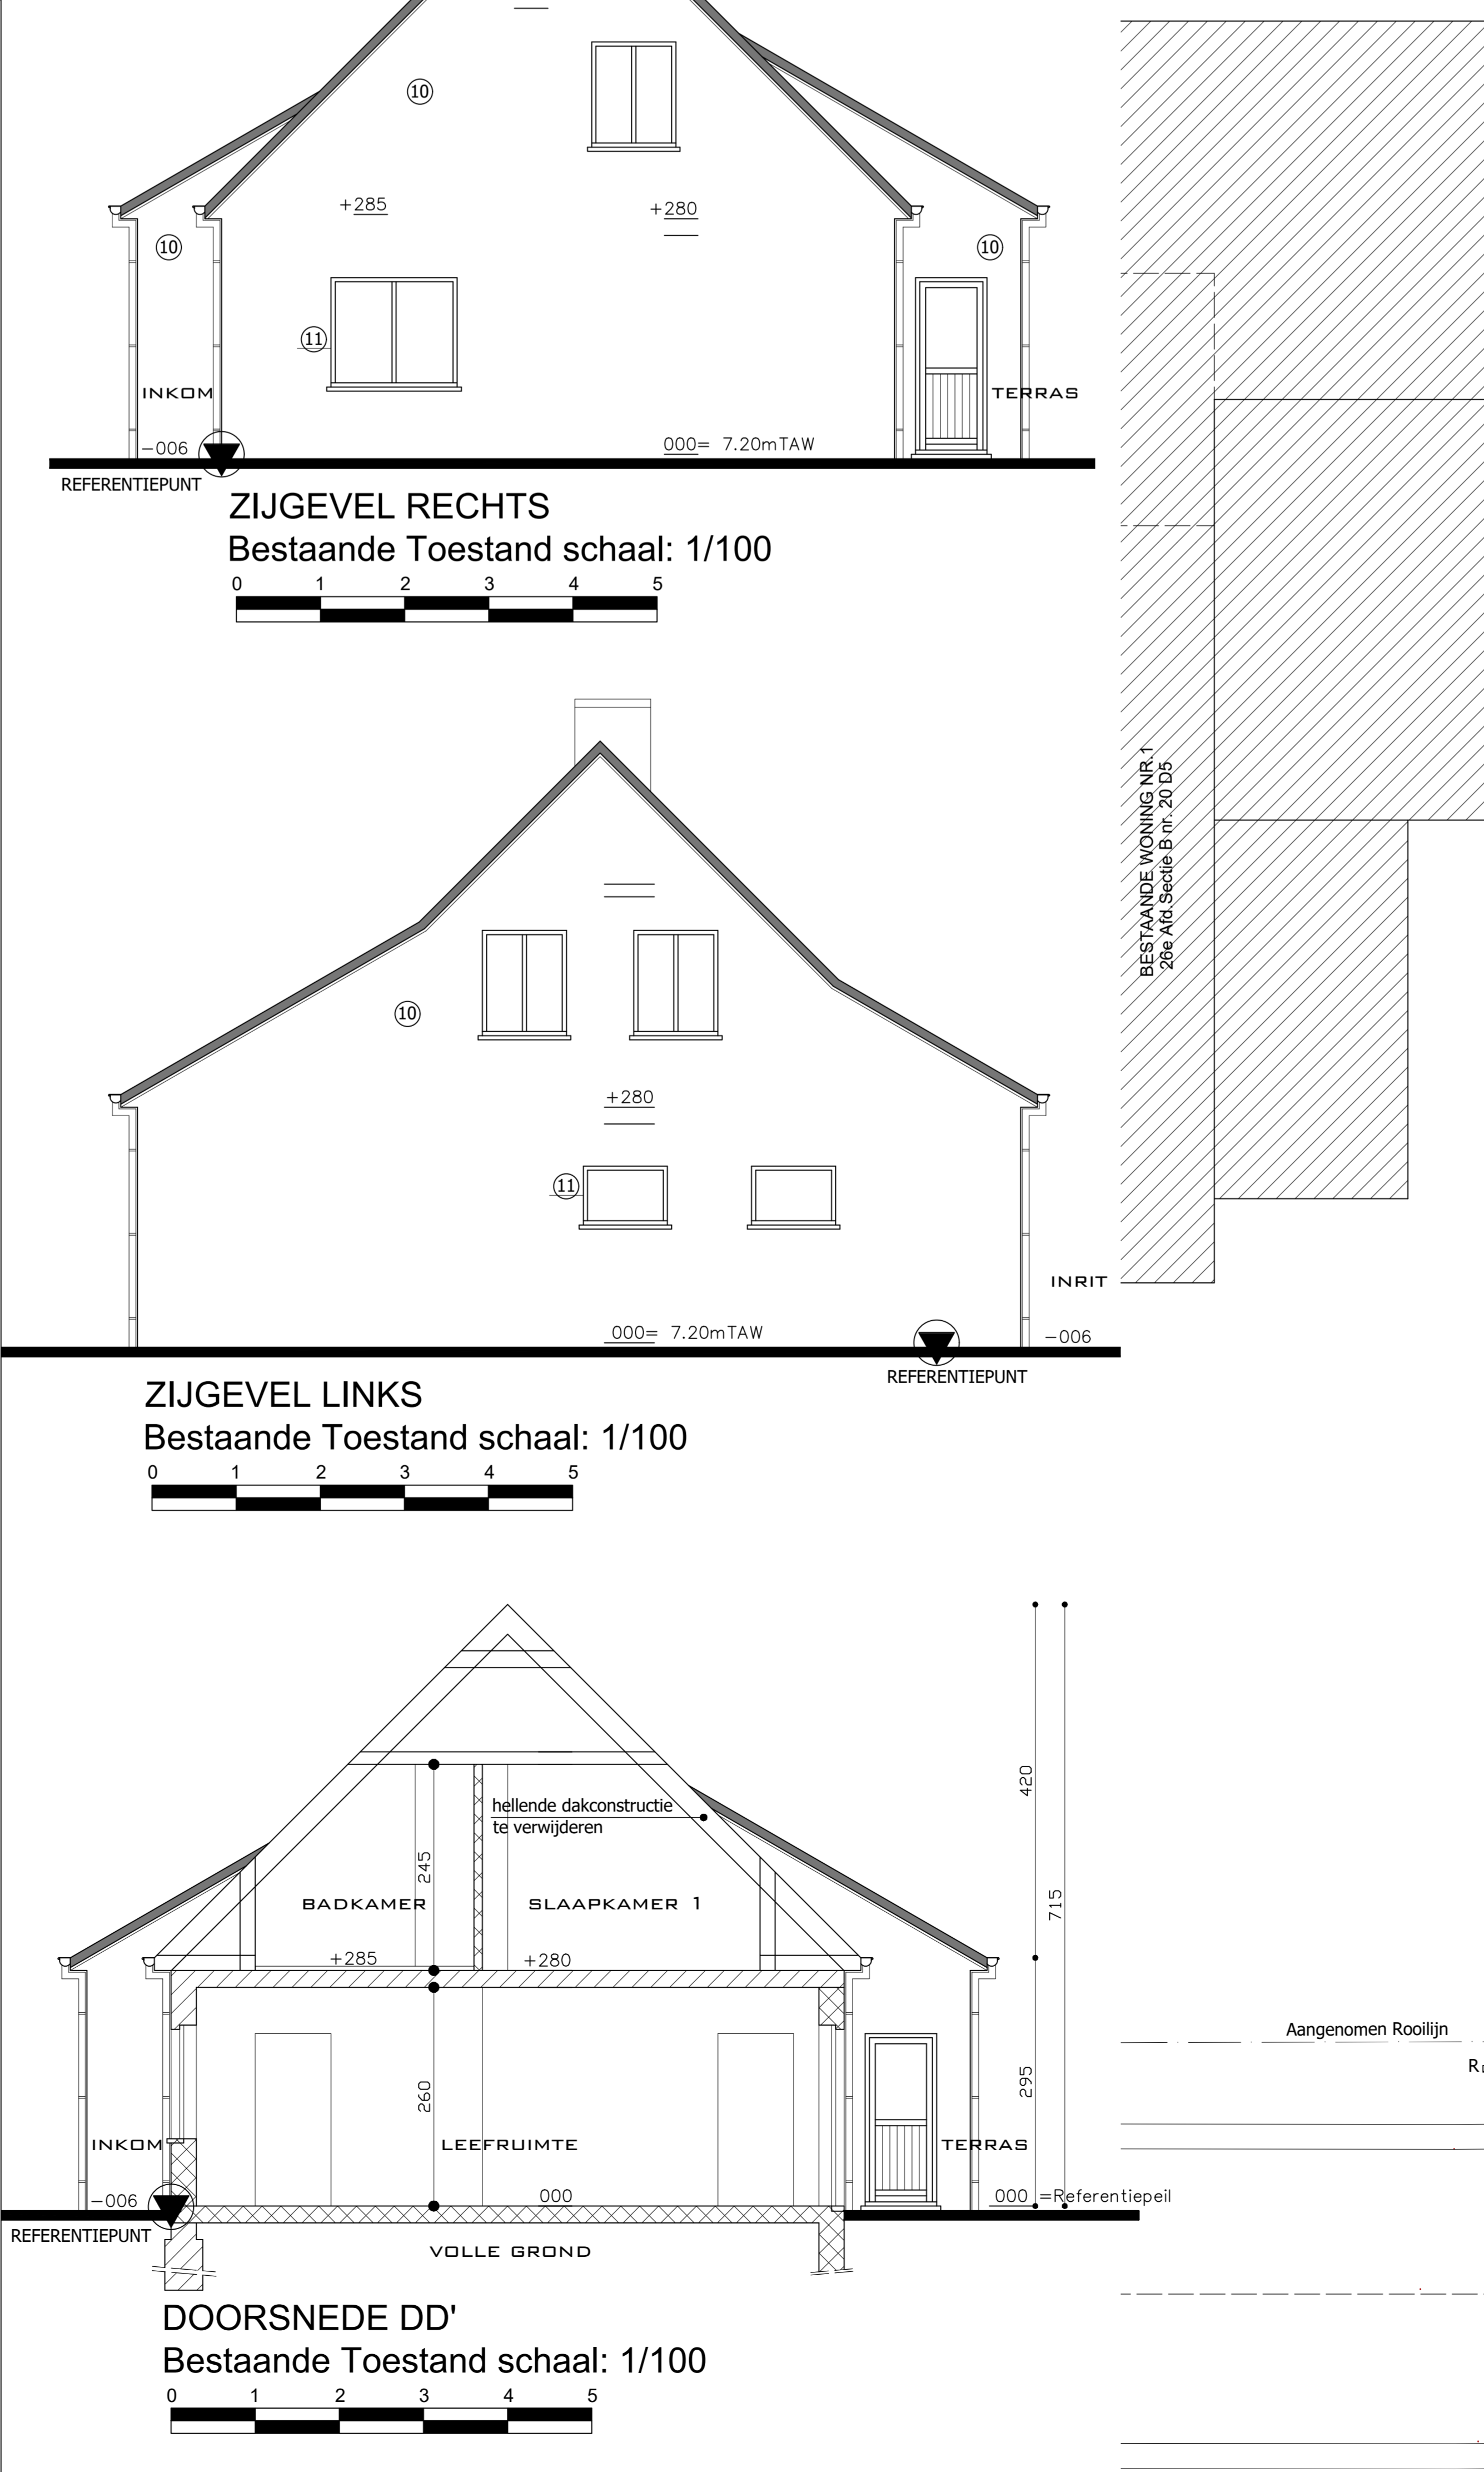 10
+285
+280
10
10
11
INKOM
TERRAS
-006
000= 7.20mTAW
REFERENTIEPUNT
ZIJGEVEL RECHTS
Bestaande Toestand schaal: 1/100
0 1 2 3 4 5
BESTAANDE WONING NR.1
26e Afd.Sectie B nr. 20 D5
10
+280
11
INRIT
000= 7.20mTAW
-006
REFERENTIEPUNT
ZIJGEVEL LINKS
Bestaande Toestand schaal: 1/100
0 1 2 3 4 5
420
hellende dakconstructie
te verwijderen
245
715
BADKAMER
SLAAPKAMER 1
+285
+280
Aangenomen Rooilijn
R
295
260
INKOM
LEEFRUIMTE
TERRAS
-006
000
000 =Referentiepeil
REFERENTIEPUNT
VOLLE GROND
DOORSNEDE DD'
Bestaande Toestand schaal: 1/100
0 1 2 3 4 5